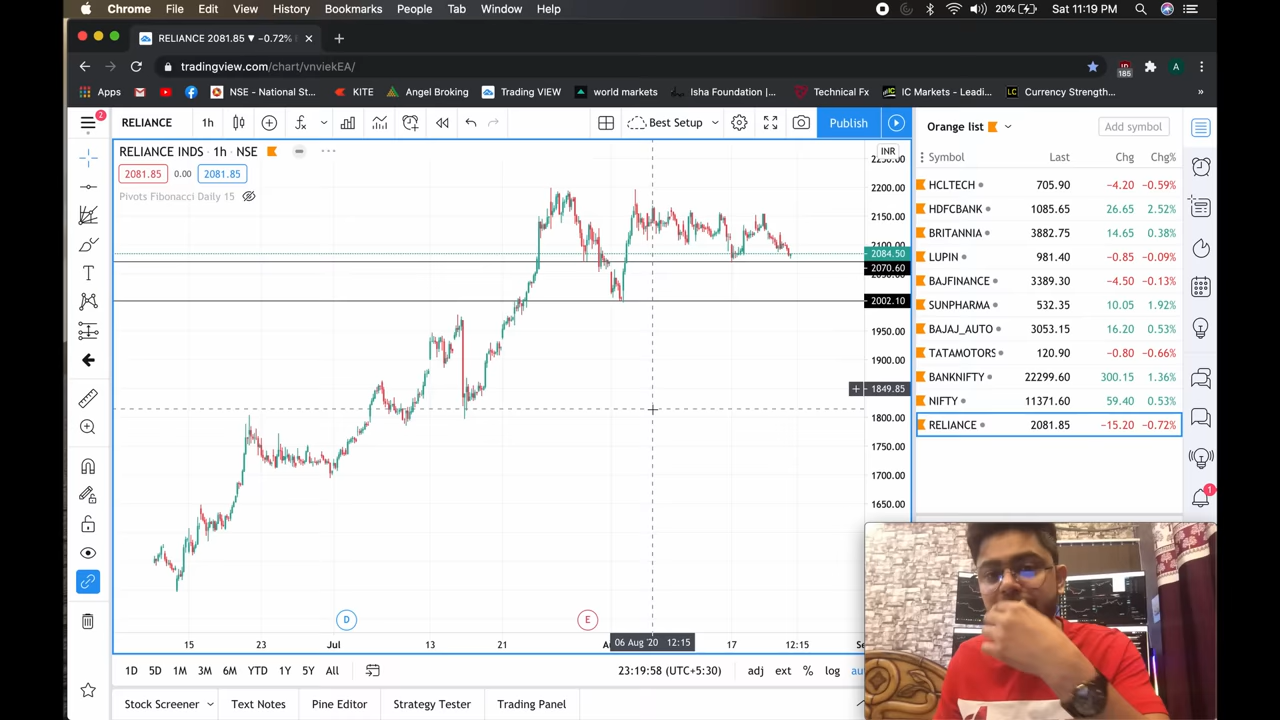 Chrome File Edit View History Bookmarks People Tab Window Help 20% Sat 11:19 PM
RELIANCE 2081.85 ▼ −0.72%
tradingview.com/chart/vnviekEA/ 185 A
Apps NSE - National St... KITE Angel Broking Trading VIEW world markets Isha Foundation |... Technical Fx IC Markets - Leadi... Currency Strength... »
2 RELIANCE 1h Best Setup Publish
Orange list Add symbol
RELIANCE INDS · 1h · NSE
2081.85 0.00 2081.85
Pivots Fibonacci Daily 15
INR
2250.00
2200.00
2150.00
2100.00
2084.50
2070.60
2050.00
2002.10
1950.00
1900.00
1849.85
1800.00
1750.00
1700.00
1650.00
Symbol Last Chg Chg%
HCLTECH 705.90 −4.20 −0.59%
HDFCBANK 1085.65 26.65 2.52%
BRITANNIA 3882.75 14.65 0.38%
LUPIN 981.40 −0.85 −0.09%
BAJFINANCE 3389.30 −4.50 −0.13%
SUNPHARMA 532.35 10.05 1.92%
BAJAJ_AUTO 3053.15 16.20 0.53%
TATAMOTORS 120.90 −0.80 −0.66%
BANKNIFTY 22299.60 300.15 1.36%
NIFTY 11371.60 59.40 0.53%
RELIANCE 2081.85 −15.20 −0.72%
1
D E
15 23 Jul 13 21 06 Aug '20 12:15 17 12:15
1D 5D 1M 3M 6M YTD 1Y 5Y All 23:19:58 (UTC+5:30) adj ext % log
Stock Screener Text Notes Pine Editor Strategy Tester Trading Panel